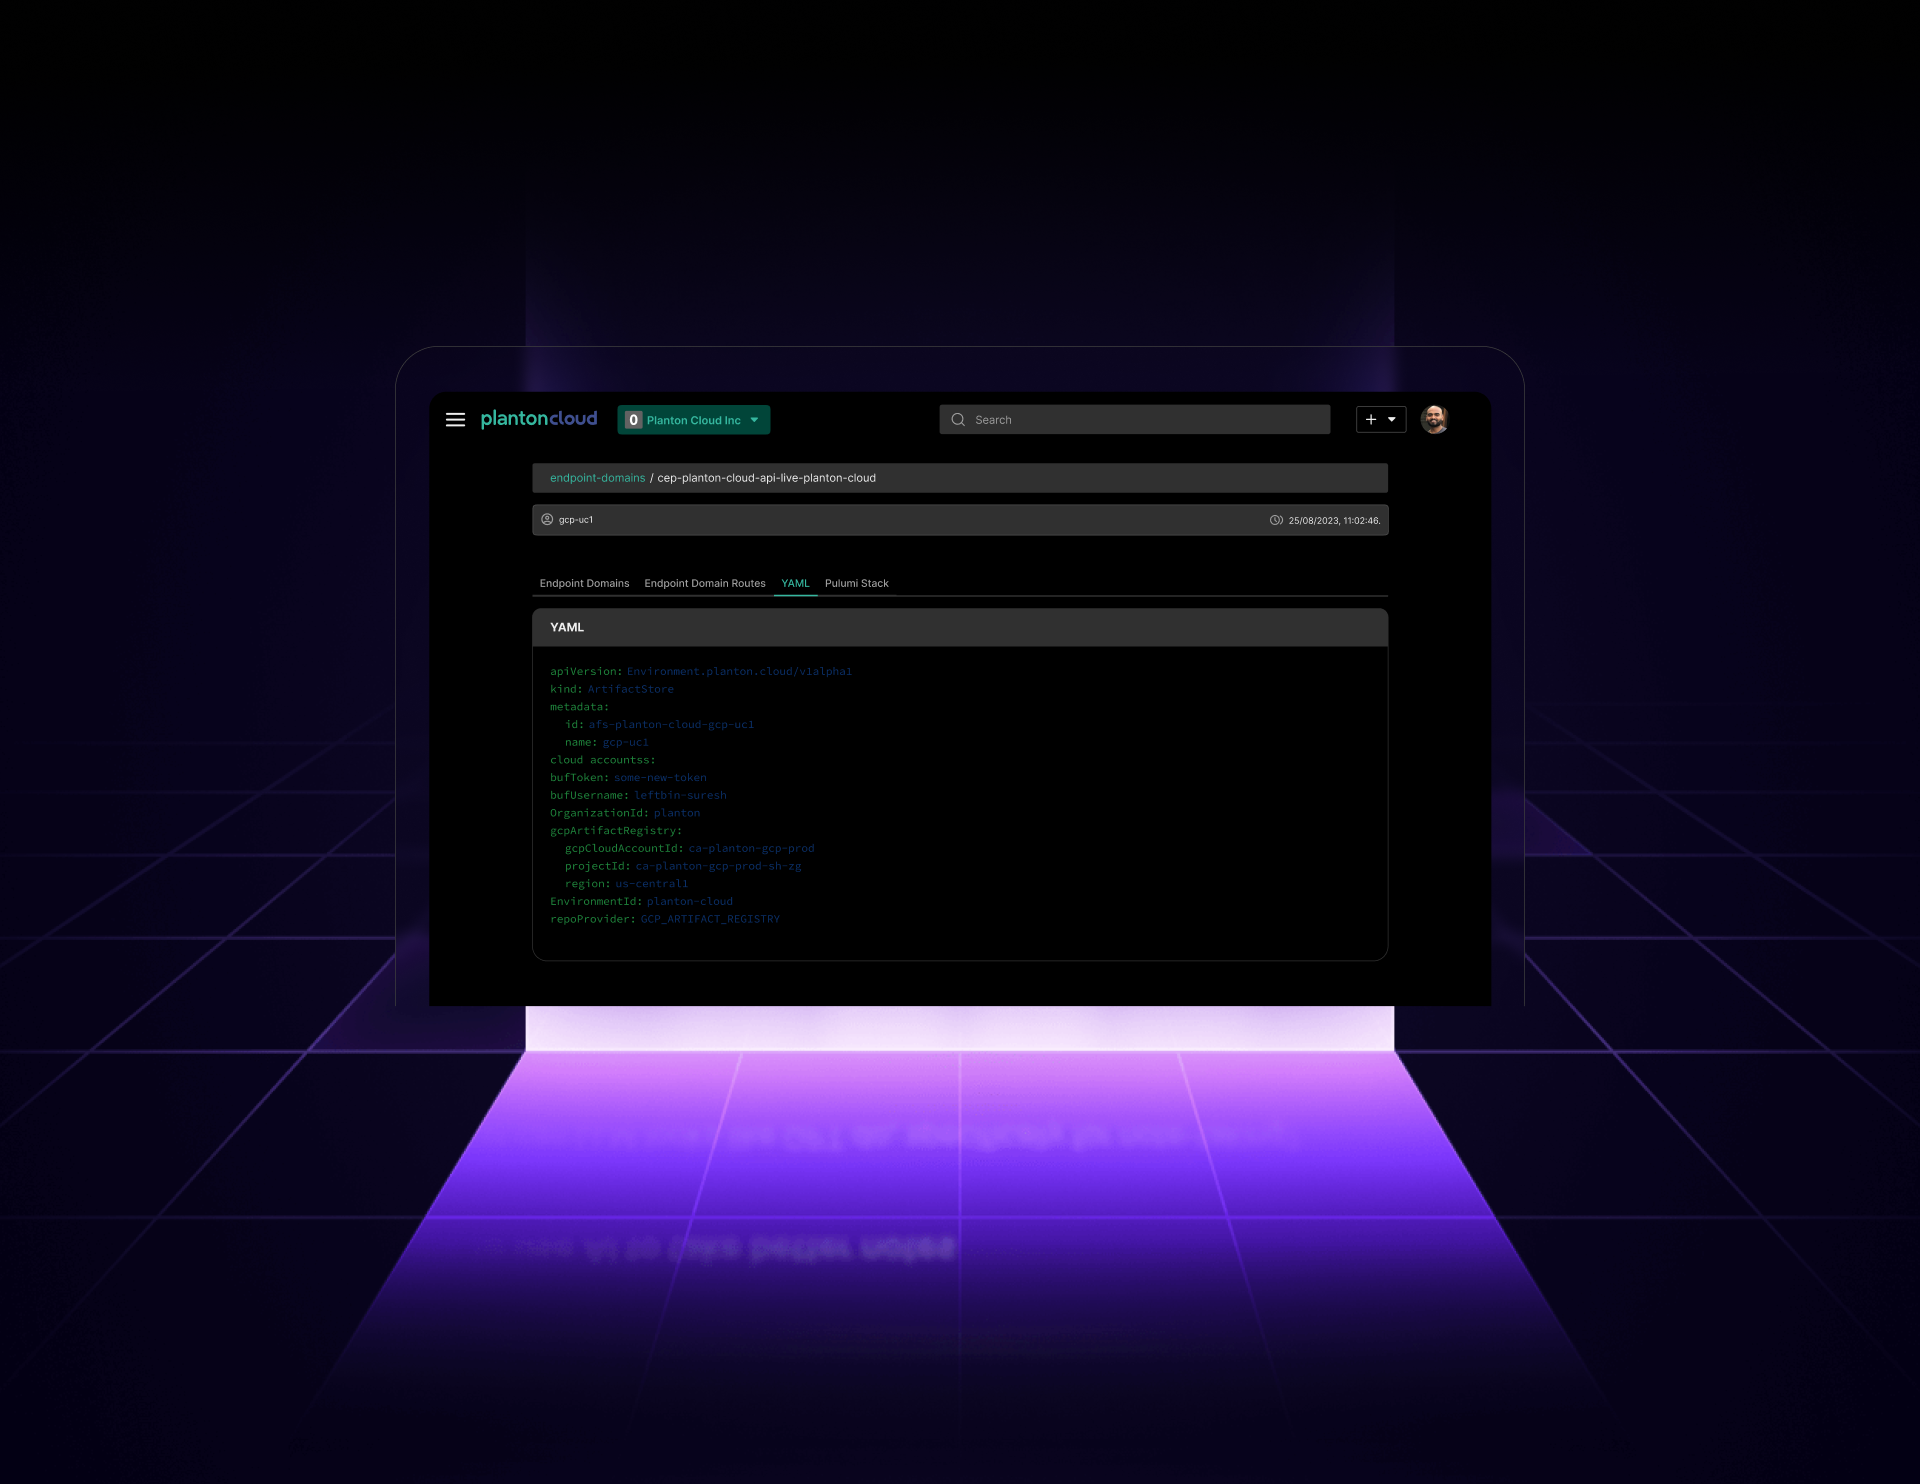 plantoncloud 0 Planton Cloud Inc Search
endpoint-domains / cep-planton-cloud-api-live-planton-cloud
gcp-uc1 25/08/2023, 11:02:46.
Endpoint Domains Endpoint Domain Routes YAML Pulumi Stack
YAML
apiVersion: Environment.planton.cloud/v1alpha1
kind: ArtifactStore
metadata:
id: afs-planton-cloud-gcp-uc1
name: gcp-uc1
cloud accountss:
bufToken: some-new-token
bufUsername: leftbin-suresh
OrganizationId: planton
gcpArtifactRegistry:
gcpCloudAccountId: ca-planton-gcp-prod
projectId: ca-planton-gcp-prod-sh-zg
region: us-central1
EnvironmentId: planton-cloud
repoProvider: GCP_ARTIFACT_REGISTRY